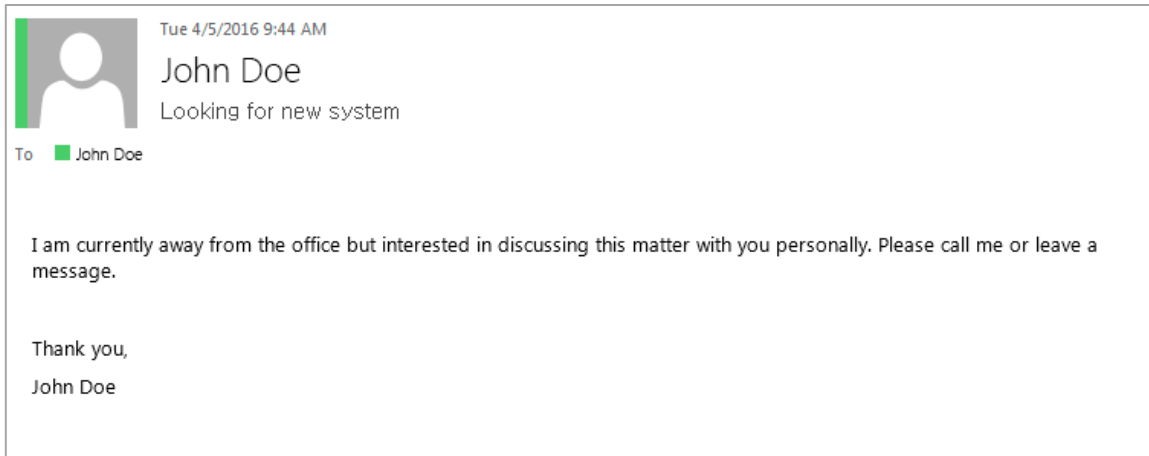 Tue 4/5/2016 9:44 AM
John Doe
Looking for new system
To John Doe
I am currently away from the office but interested in discussing this matter with you personally. Please call me or leave a
message.
Thank you,
John Doe